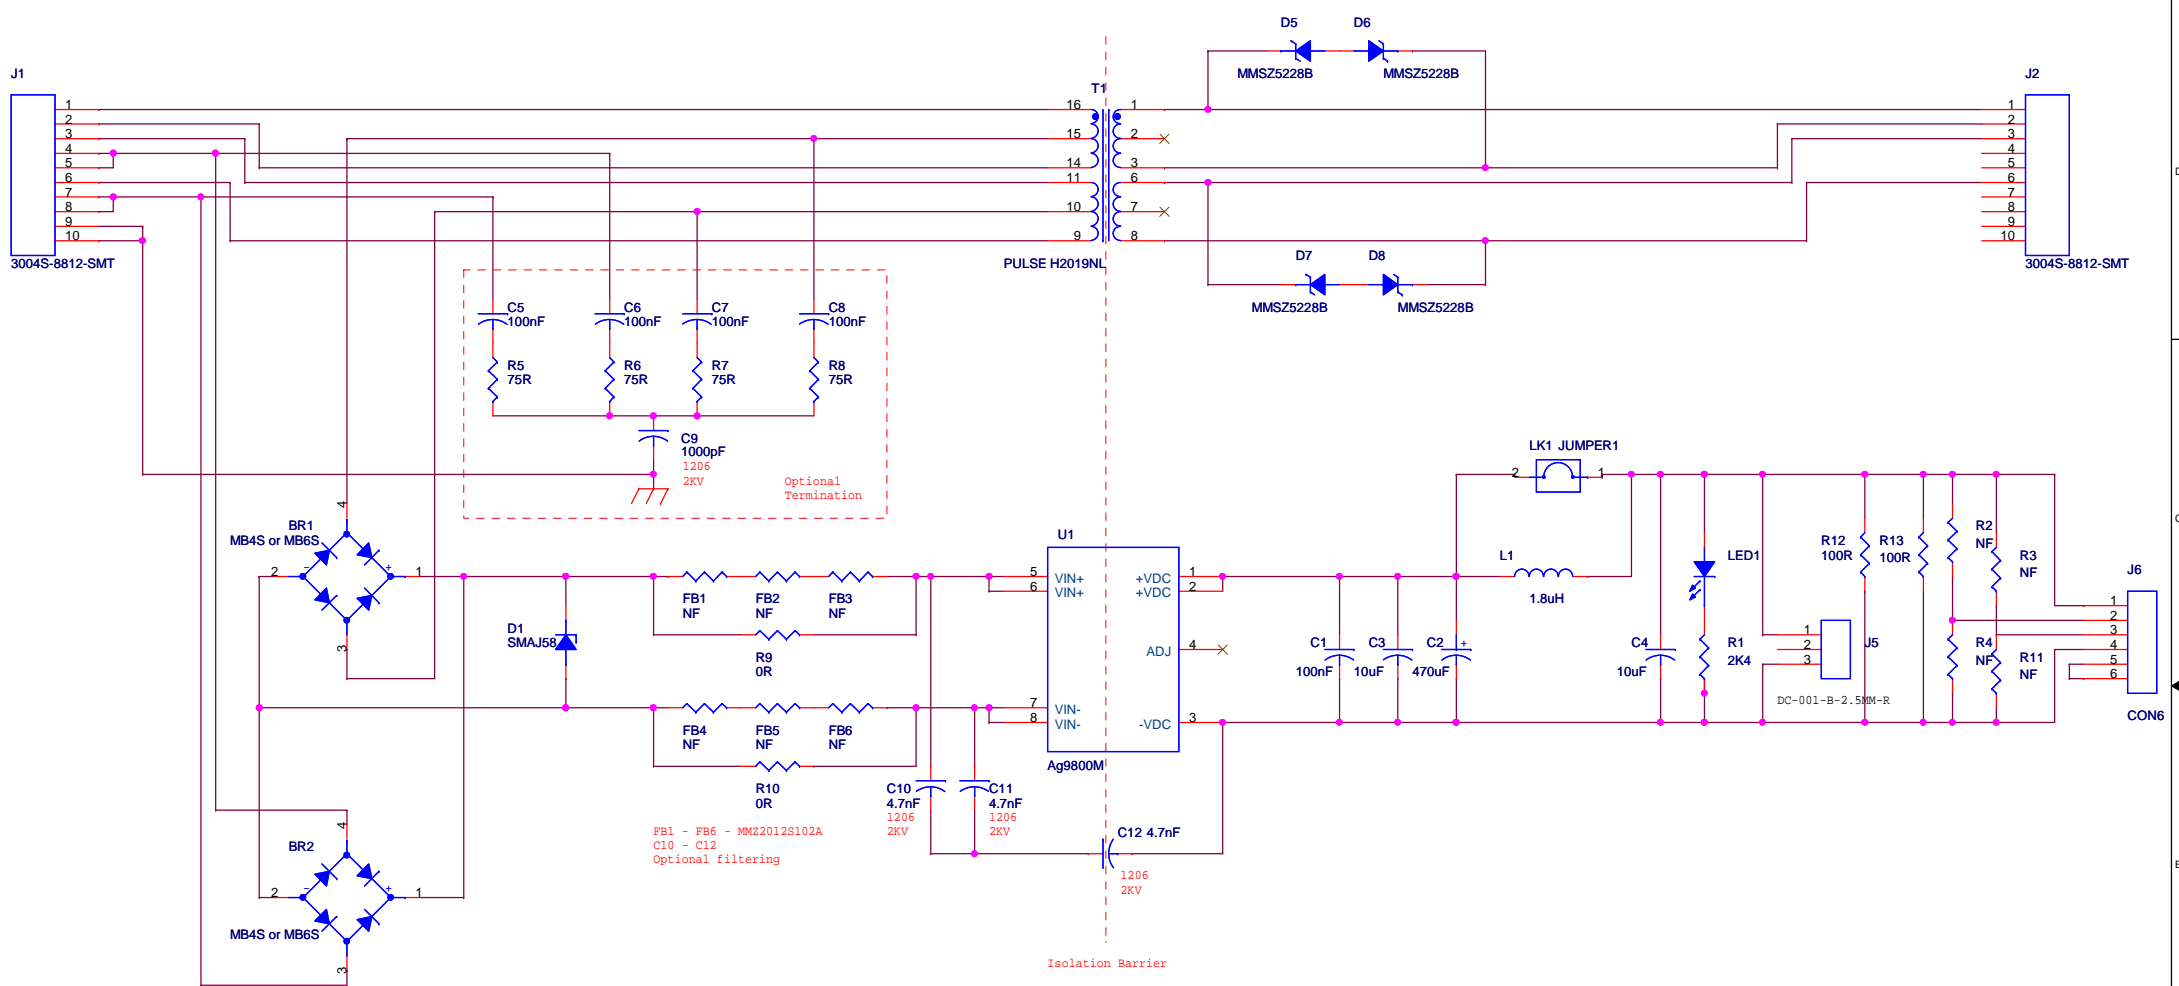 D5 D6
MMSZ5228B MMSZ5228B
J1
1
2
3
4
5
6
7
8
9
10
3004S-8812-SMT
T1
16 1
15 2
14 3
11 6
10 7
9 8
PULSE H2019NL
J2
1
2
3
4
5
6
7
8
9
10
3004S-8812-SMT
D7 D8
MMSZ5228B MMSZ5228B
C5
100nF
C6
100nF
C7
100nF
C8
100nF
R5
75R
R6
75R
R7
75R
R8
75R
C9
1000pF
1206
2KV
Optional
Termination
BR1
MB4S or MB6S
4
2
- +
1
3
D1
SMAJ58
FB1
NF
FB2
NF
FB3
NF
R9
0R
FB4
NF
FB5
NF
FB6
NF
R10
0R
FB1 - FB6 - MMZ2012S102A
C10 - C12
Optional filtering
C10
4.7nF
1206
2KV
C11
4.7nF
1206
2KV
C12 4.7nF
1206
2KV
BR2
MB4S or MB6S
4
2
- +
1
3
U1
5 VIN+ +VDC 1
6 VIN+ +VDC 2
ADJ 4
7 VIN-
8 VIN- -VDC 3
Ag9800M
Isolation Barrier
LK1 JUMPER1
2 1
L1
1.8uH
C1
100nF
C3
10uF
C2
+
470uF
C4
10uF
LED1
R1
2K4
J5
1
2
3
DC-001-B-2.5MM-R
R12
100R
R13
100R
R2
NF
R3
NF
R4
NF
R11
NF
J6
1
2
3
4
5
6
CON6